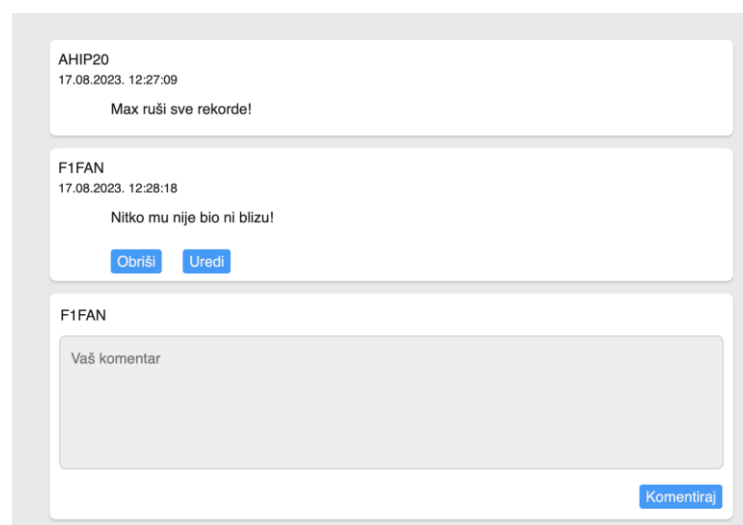 AHIP20
17.08.2023. 12:27:09
Max ruši sve rekorde!
F1FAN
17.08.2023. 12:28:18
Nitko mu nije bio ni blizu!
Obriši Uredi
F1FAN
Vaš komentar
Komentiraj